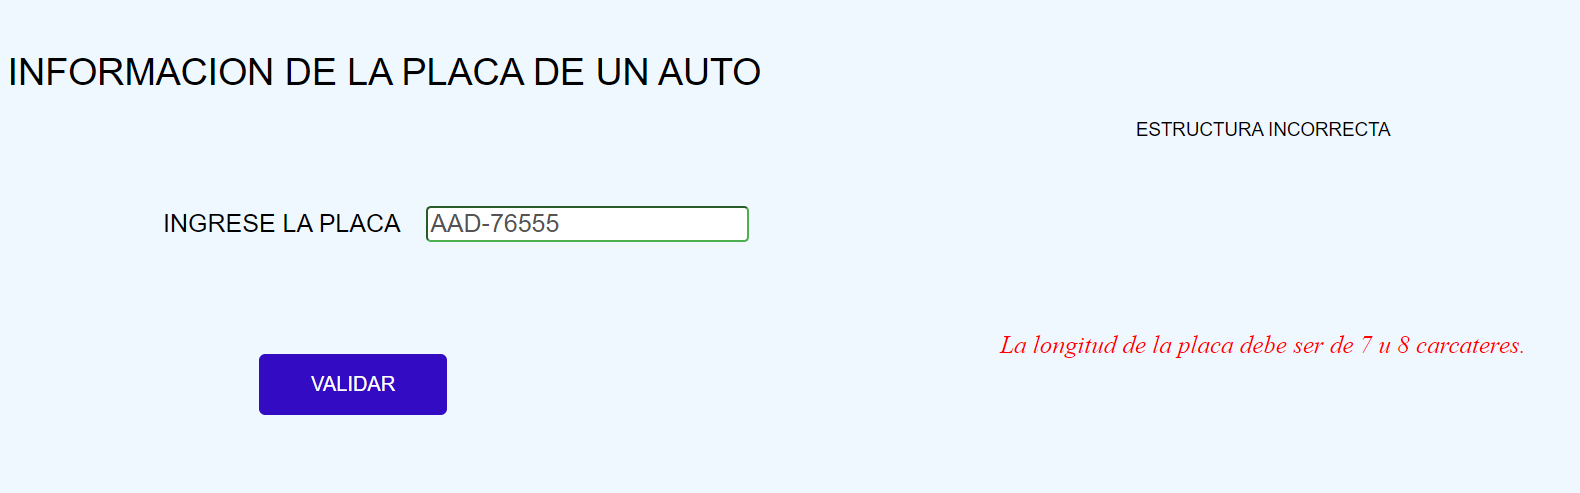 INFORMACION DE LA PLACA DE UN AUTO
ESTRUCTURA INCORRECTA
INGRESE LA PLACA AAD-76555
La longitud de la placa debe ser de 7 u 8 carcateres.
VALIDAR